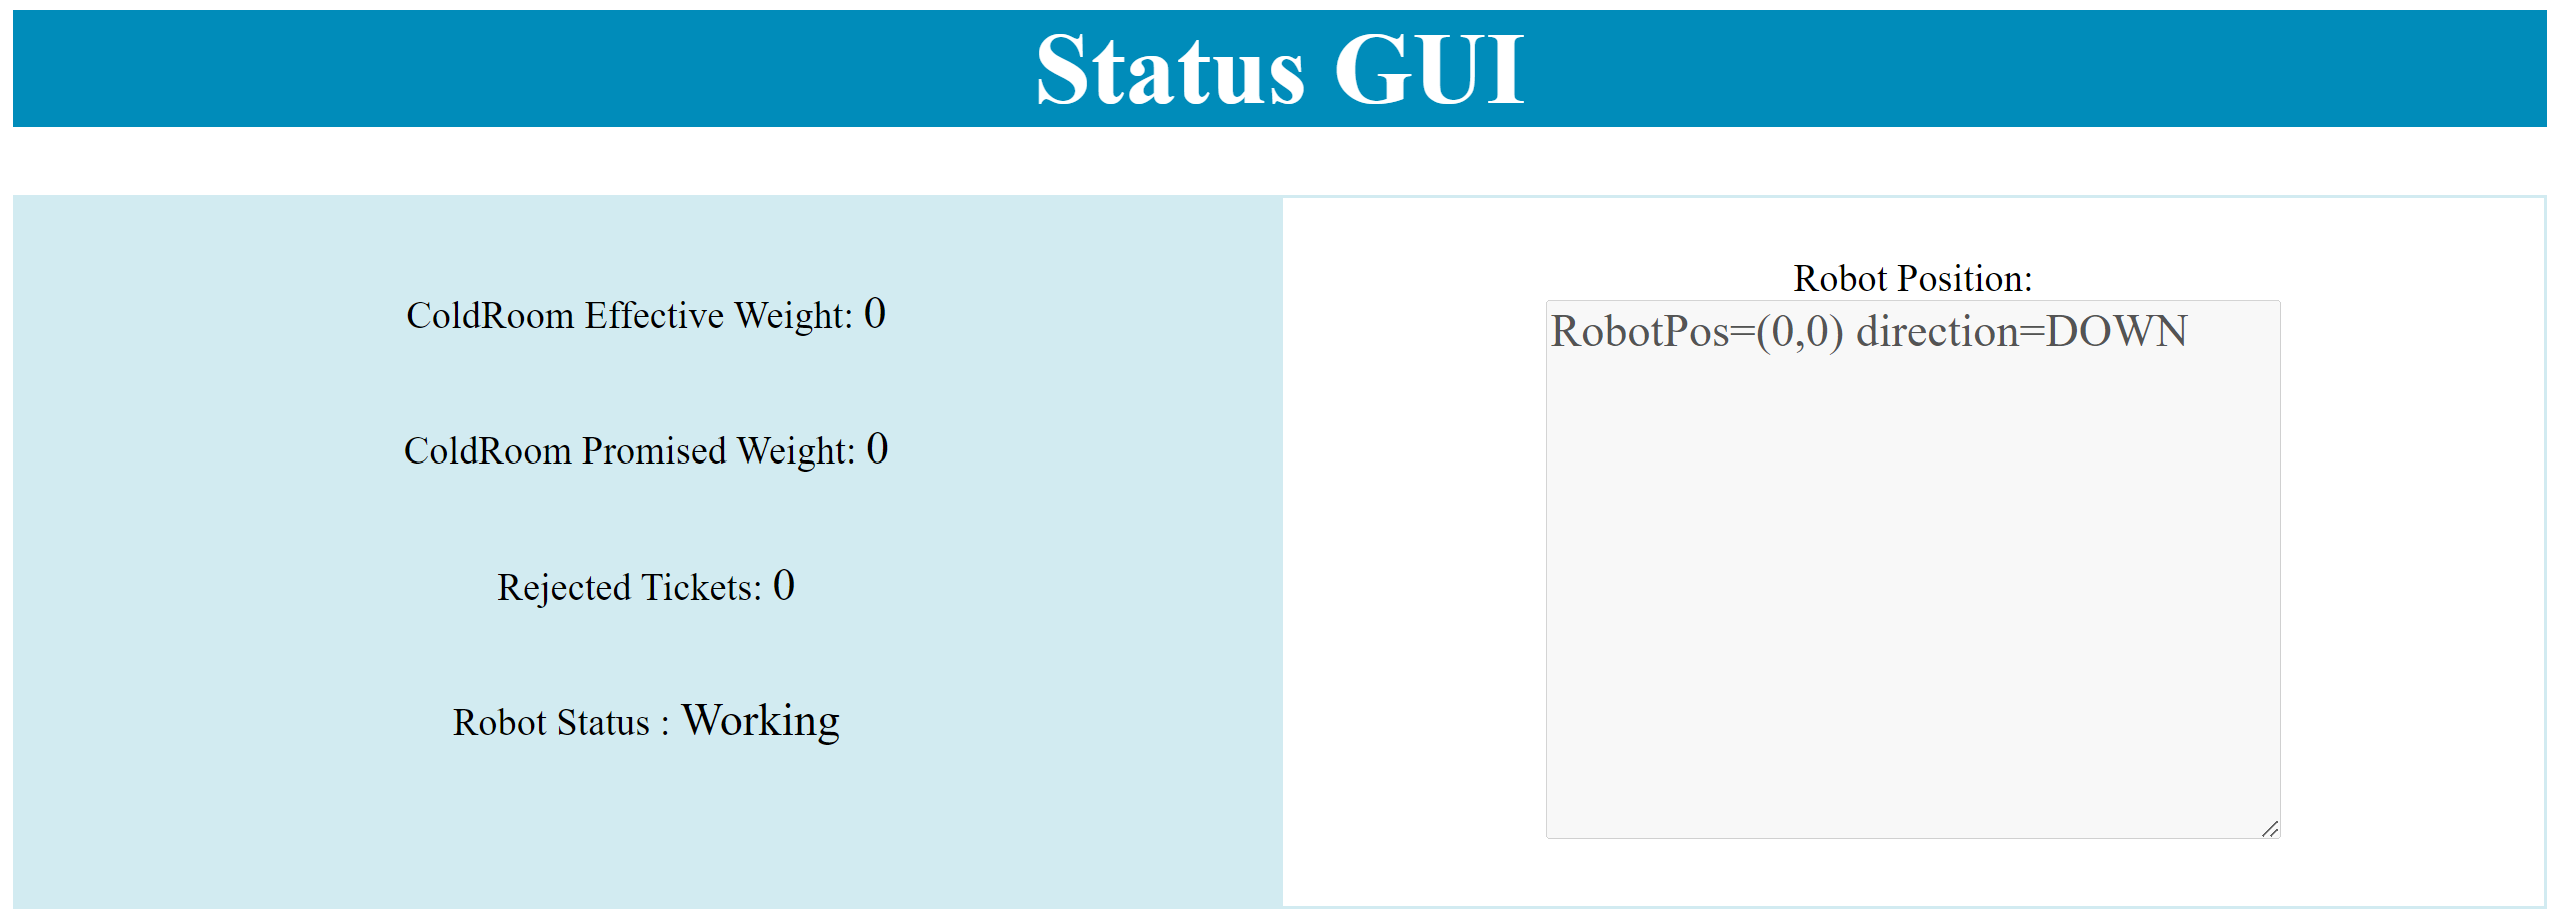 Status GUI
ColdRoom Effective Weight: 0
ColdRoom Promised Weight: 0
Rejected Tickets: 0
Robot Status : Working
Robot Position:
RobotPos=(0,0) direction=DOWN